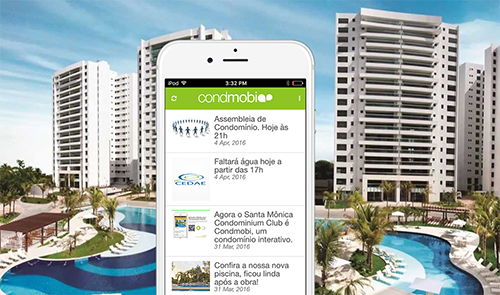 iPod
3:32 PM
condmobi
Assembleia de
Condomínio. Hoje às
21h
4 Apr, 2016
CEDAE
Faltará água hoje a
partir das 17h
4 Apr, 2016
Agora o Santa Mônica
Condominium Club é
Condmobi, um
condomínio interativo.
31 Mar, 2016
Confira a nossa nova
piscina, ficou linda
após a obra!
31 Mar, 2016